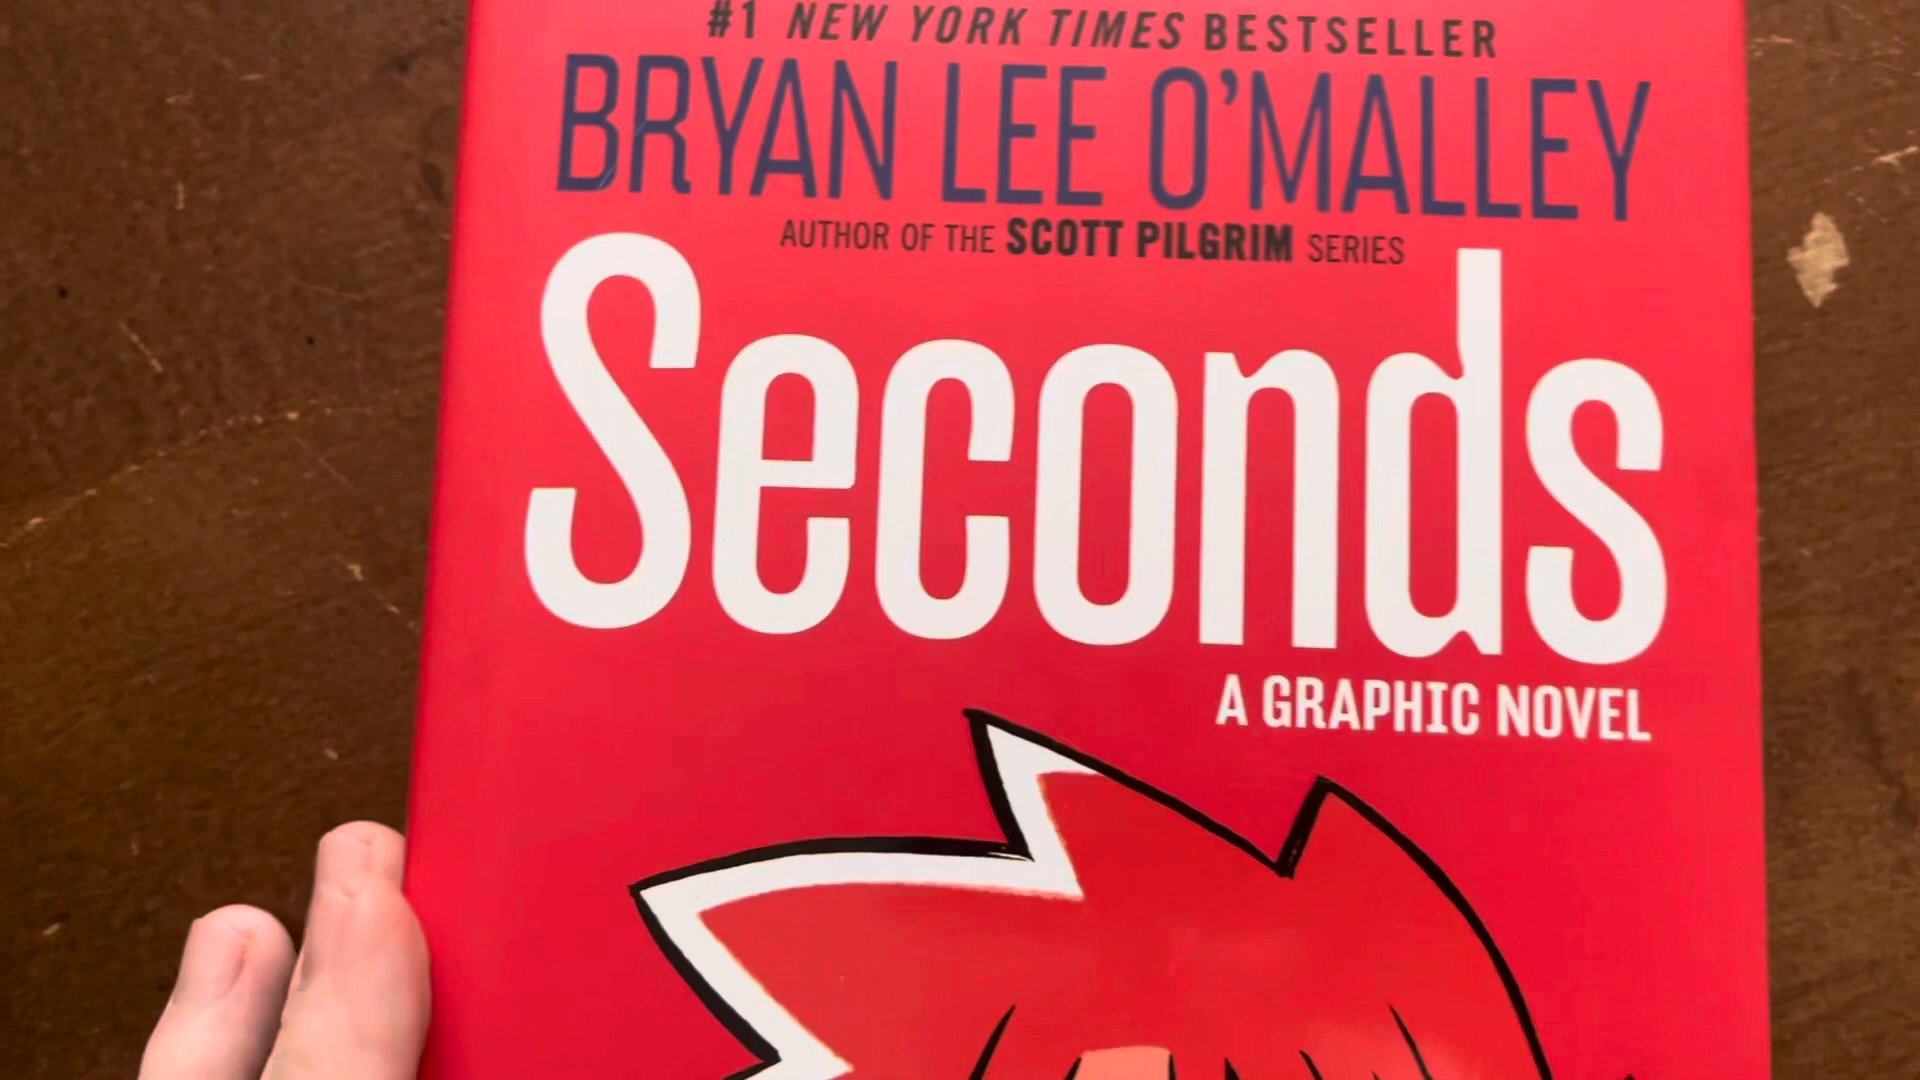 #1 NEW YORK TIMES BESTSELLER
BRYAN LEE O'MALLEY
AUTHOR OF THE SCOTT PILGRIM SERIES
Seconds
A GRAPHIC NOVEL